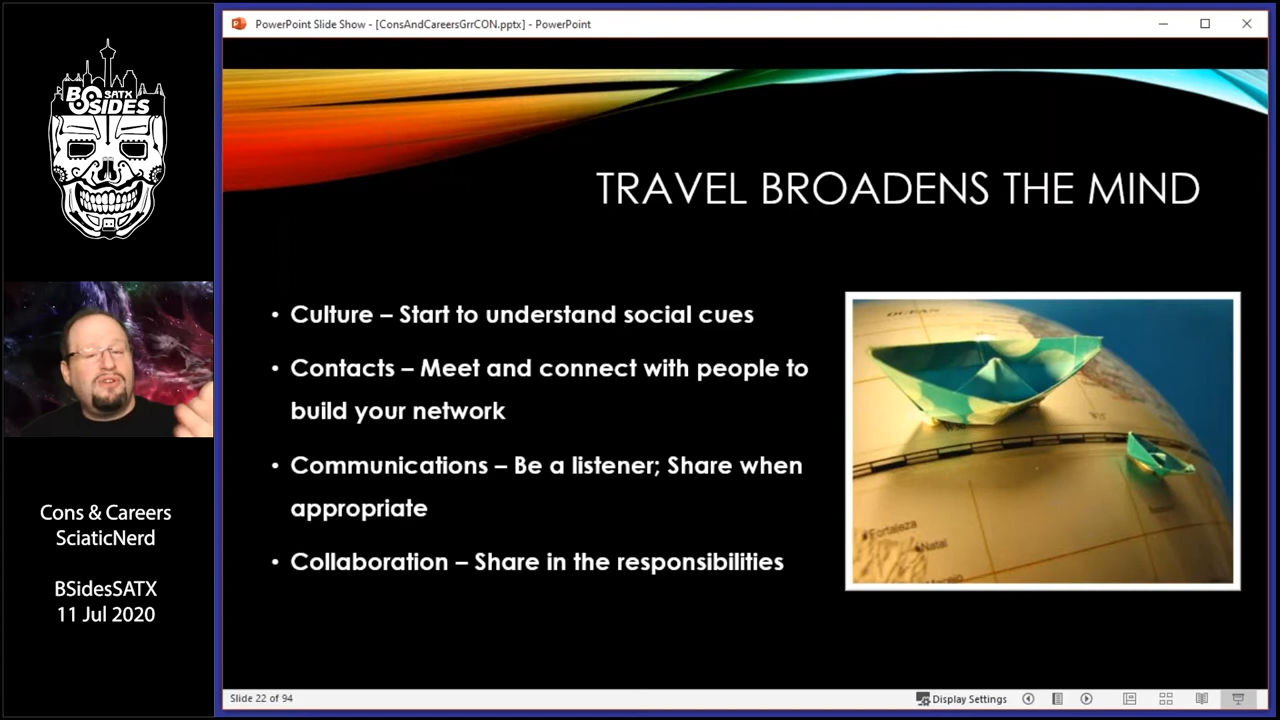 PowerPoint Slide Show - [ConsAndCareersGrrCON.pptx] - PowerPoint
BSIDES
SATX
TRAVEL BROADENS THE MIND
• Culture – Start to understand social cues
• Contacts – Meet and connect with people to
build your network
• Communications – Be a listener; Share when
appropriate
• Collaboration – Share in the responsibilities
OCEAN
Fortaleza
Natal
Cons & Careers
SciaticNerd
BSidesSATX
11 Jul 2020
Slide 22 of 94
Display Settings